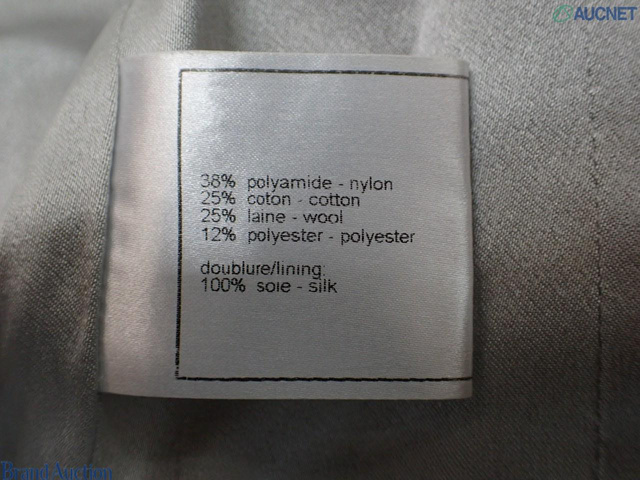 AUCNET
38% polyamide - nylon
25% coton - cotton
25% laine - wool
12% polyester - polyester
doublure/lining:
100% soie - silk
Brand Auction